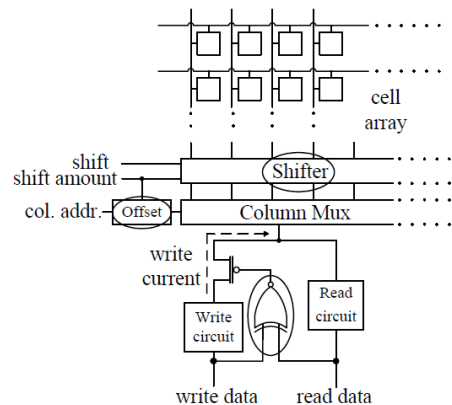 cell
array
shift
shift amount
Shifter
col. addr.
Offset
Column Mux
write
current
Write
circuit
Read
circuit
write data
read data